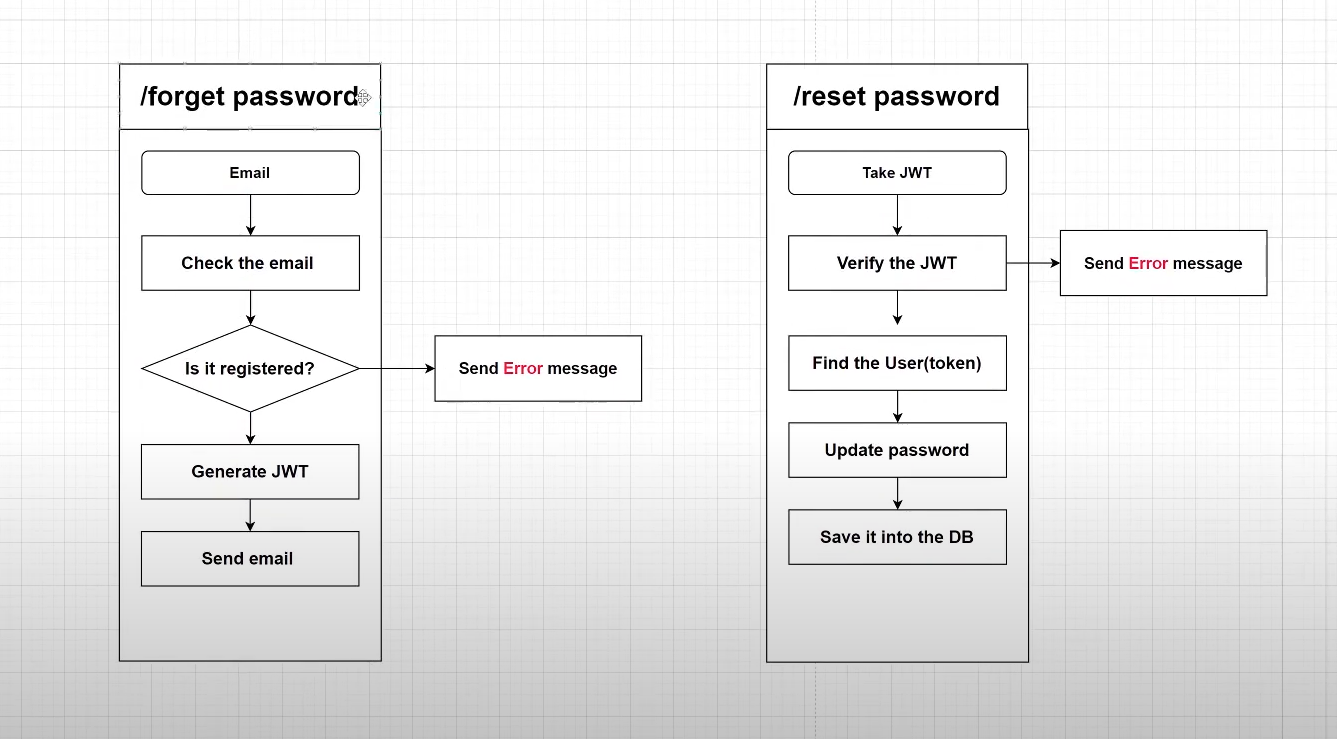 /forget password
Email
Check the email
Is it registered?
Send Error message
Generate JWT
Send email
/reset password
Take JWT
Verify the JWT
Send Error message
Find the User(token)
Update password
Save it into the DB